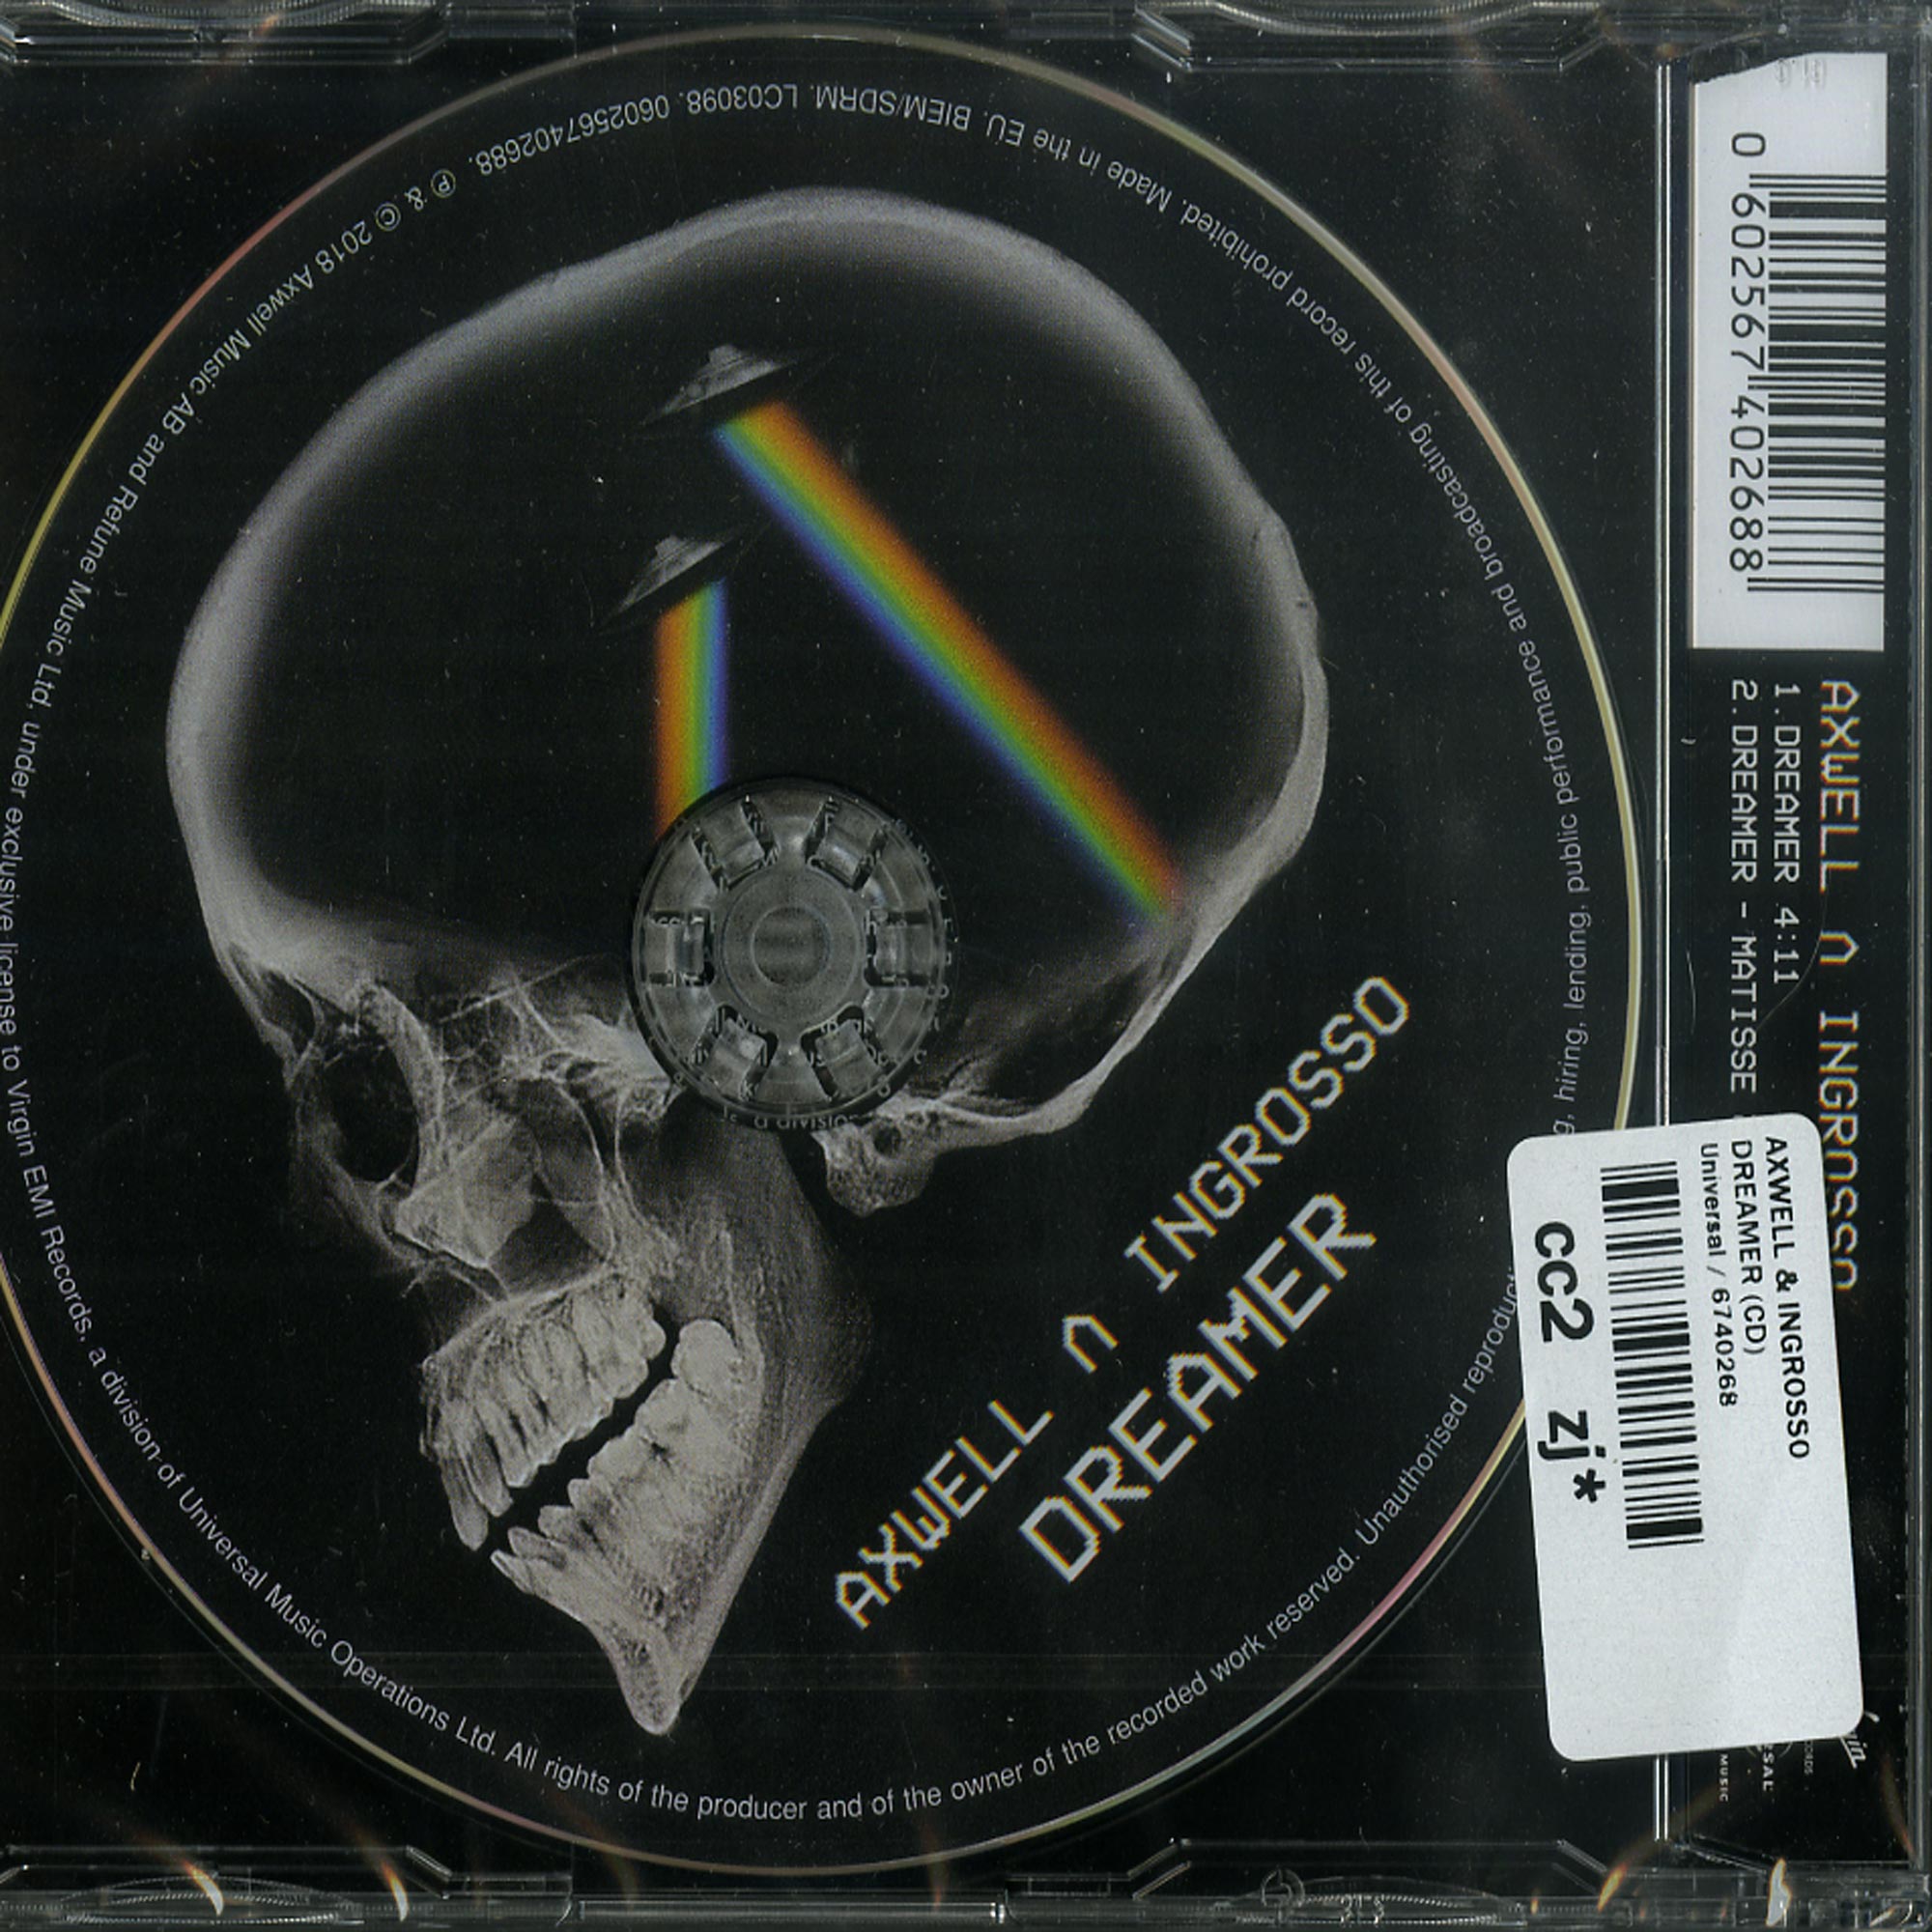 0 602567 402688
AXWELL ∩ INGROSSO
1. DREAMER 4:11
2. DREAMER - MATISSE
AXWELL & INGROSSO
DREAMER (CD)
Universal / 6740268
cc2 zj*
AXWELL ∩ INGROSSO
DREAMER
℗ & © 2018 Axwell Music AB and Refune Music Ltd, under exclusive license to Virgin EMI Records, a division of Universal Music Operations Ltd. All rights of the producer and of the owner of the recorded work reserved. Unauthorised hiring, lending, public performance and broadcasting of this record prohibited. Made in the EU. BIEM/SDRM. LC03098. 0602567402688.
MUSIC